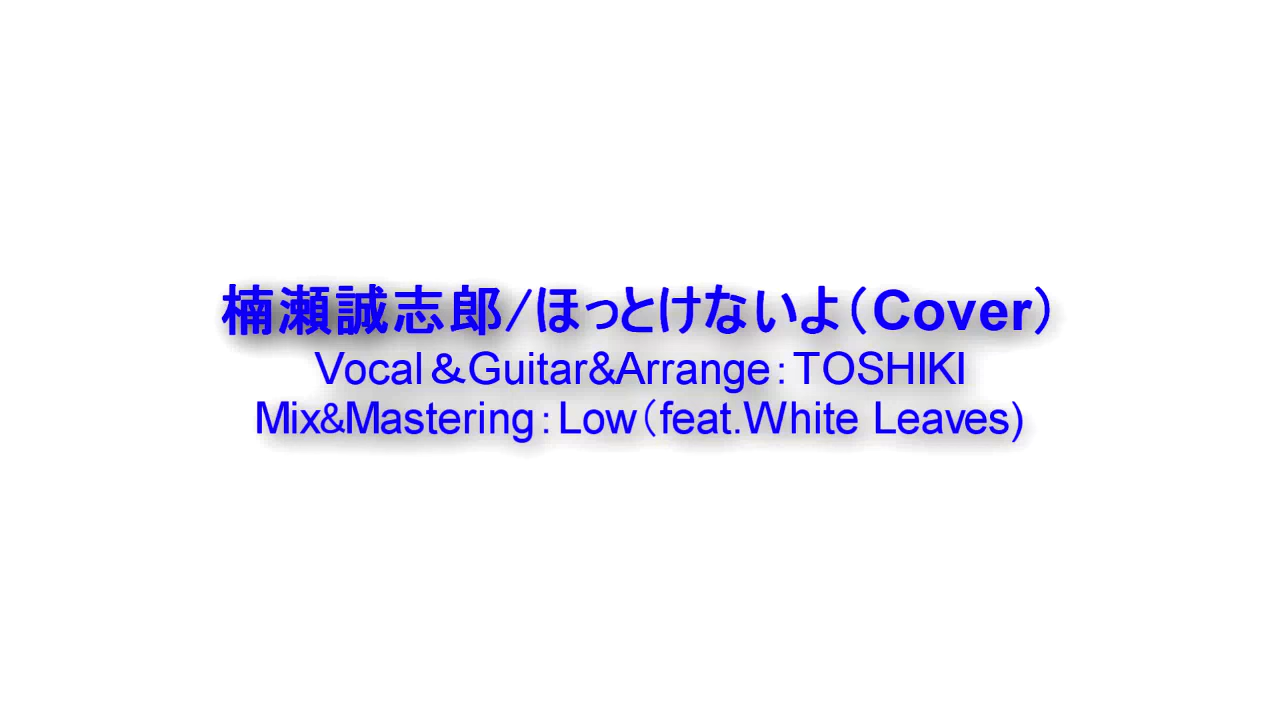 楠瀬誠志郎/ほっとけないよ（Cover）
Vocal＆Guitar&Arrange：TOSHIKI
Mix&Mastering：Low（feat.White Leaves)